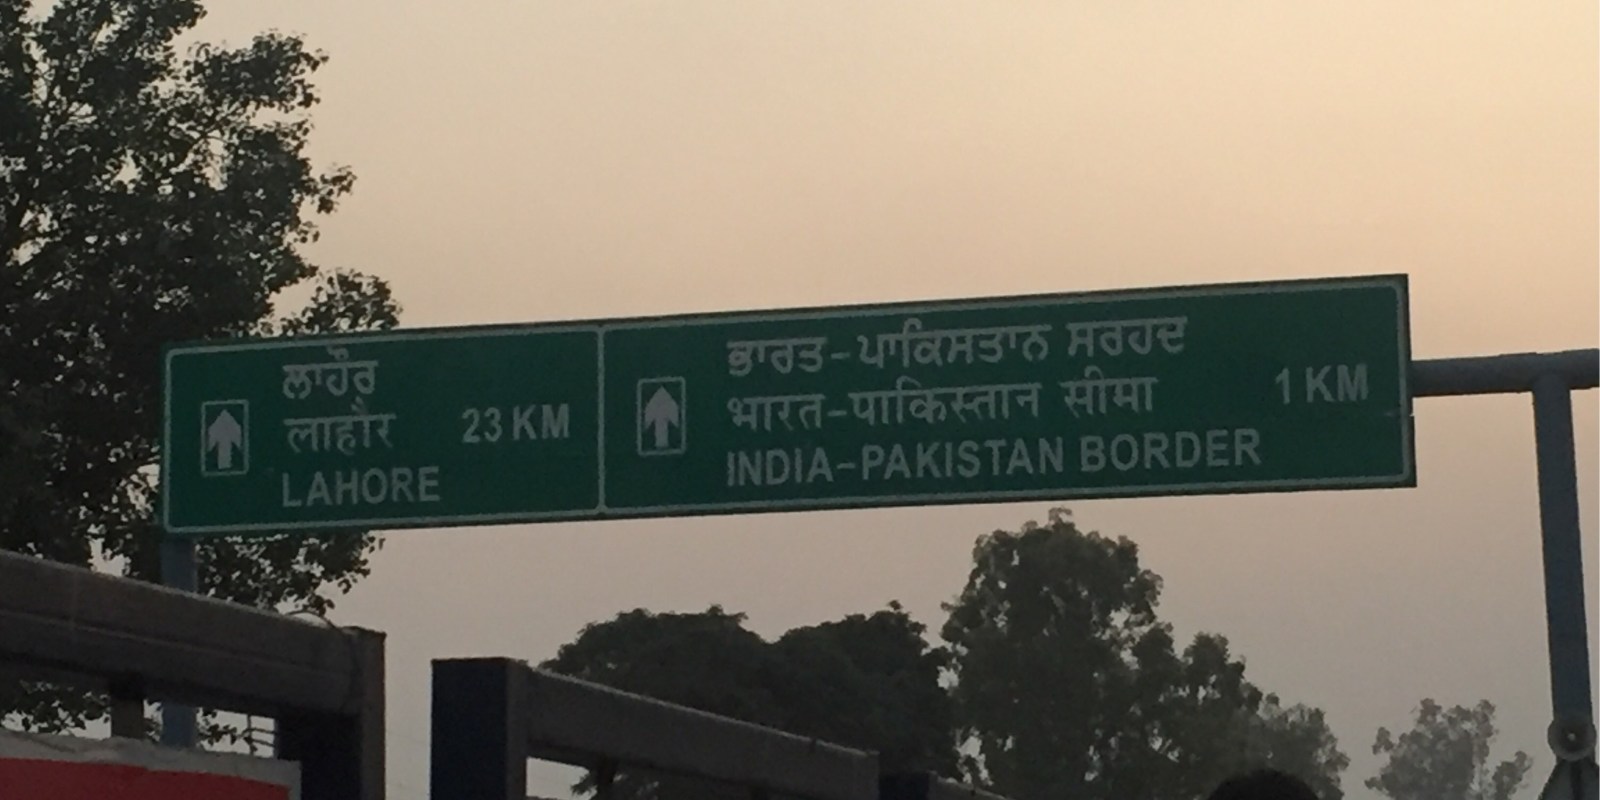 ਲਾਹੌਰ
लाहौर
LAHORE
23 KM
ਭਾਰਤ-ਪਾਕਿਸਤਾਨ ਸਰਹਦ
भारत-पाकिस्तान सीमा
INDIA-PAKISTAN BORDER
1 KM